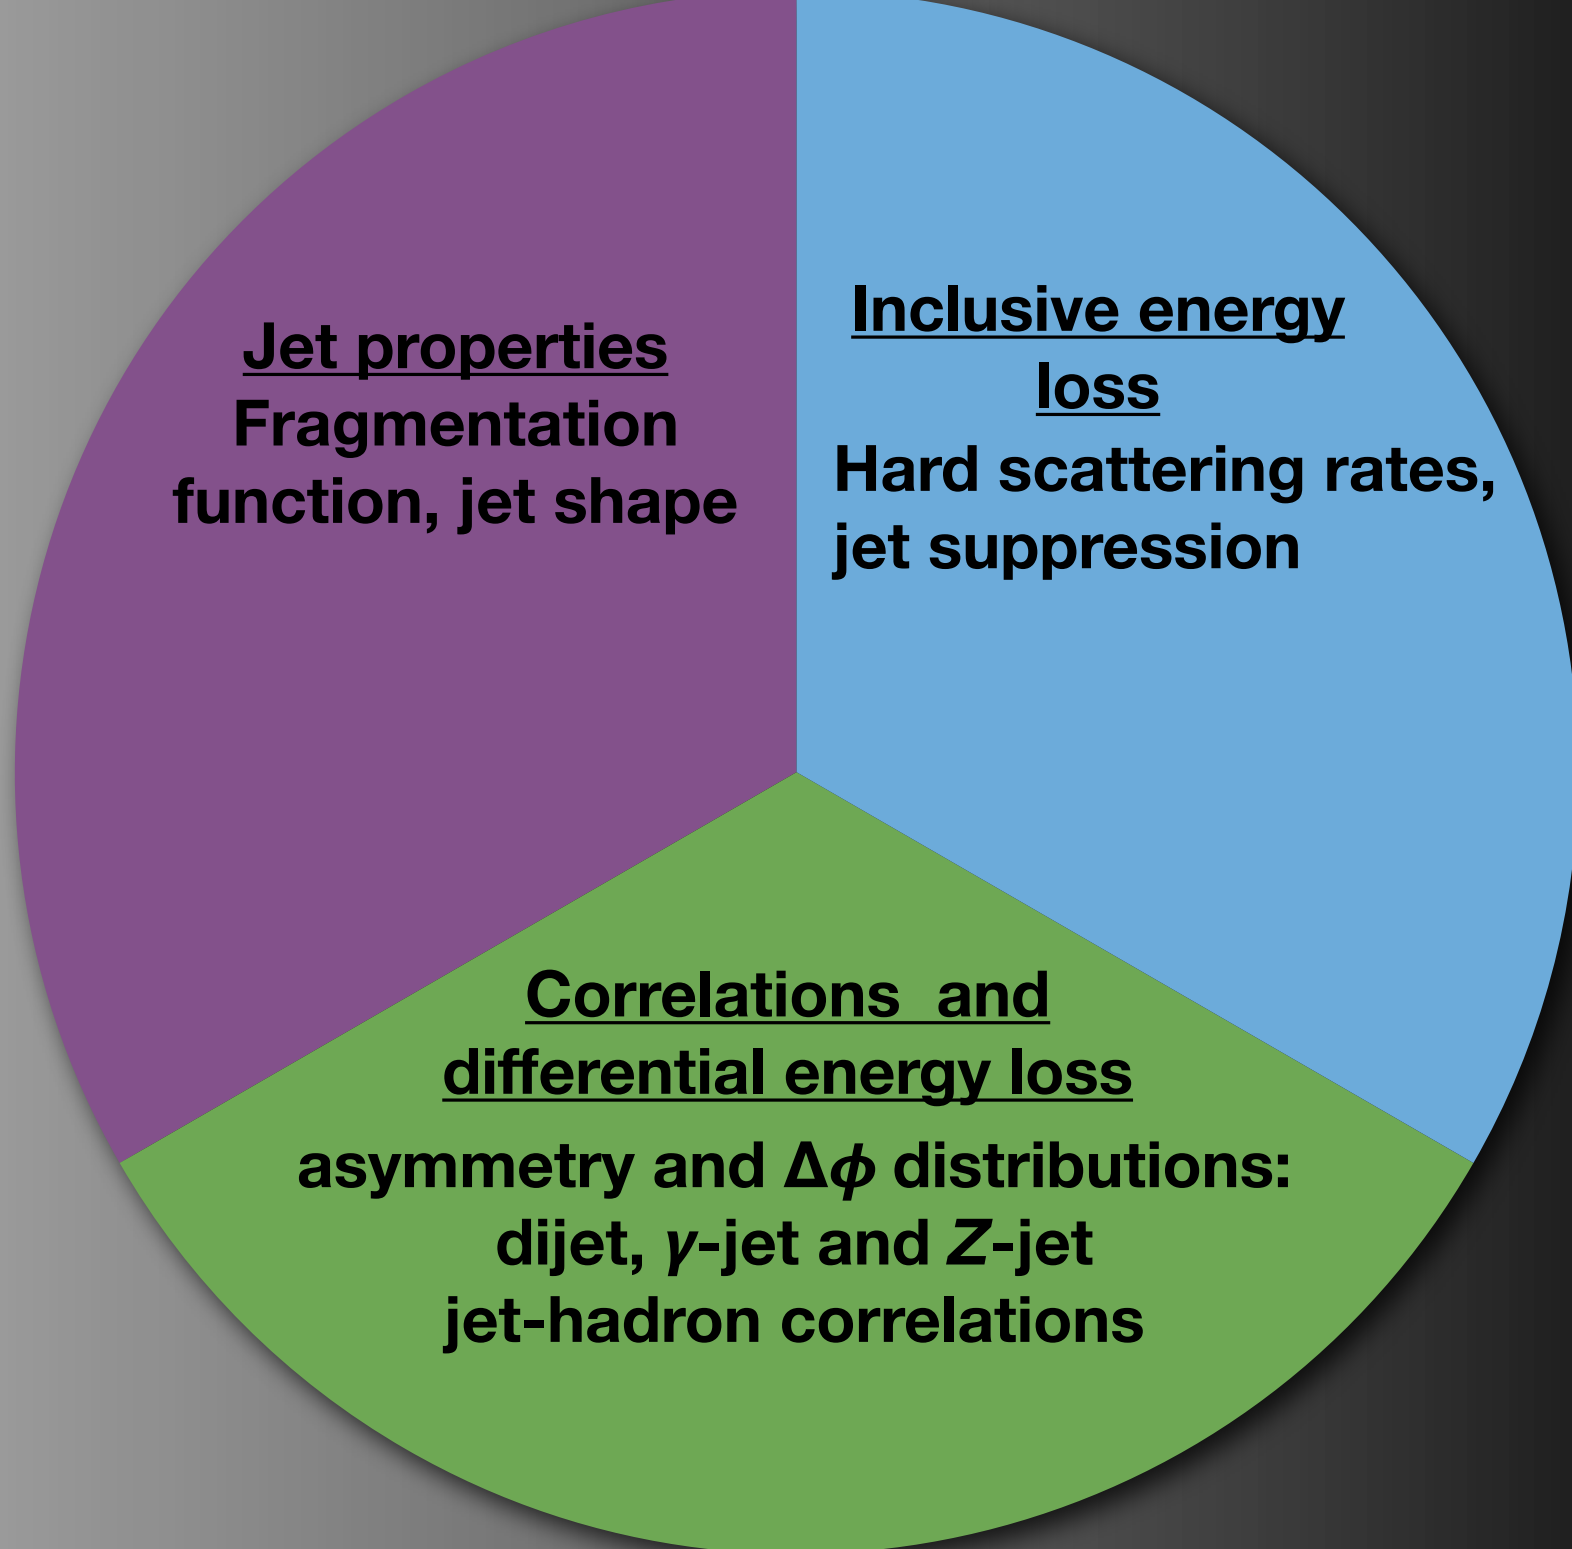 Jet properties
Fragmentation
function, jet shape
Inclusive energy
loss
Hard scattering rates,
jet suppression
Correlations and
differential energy loss
asymmetry and Δϕ distributions:
dijet, γ-jet and Z-jet
jet-hadron correlations